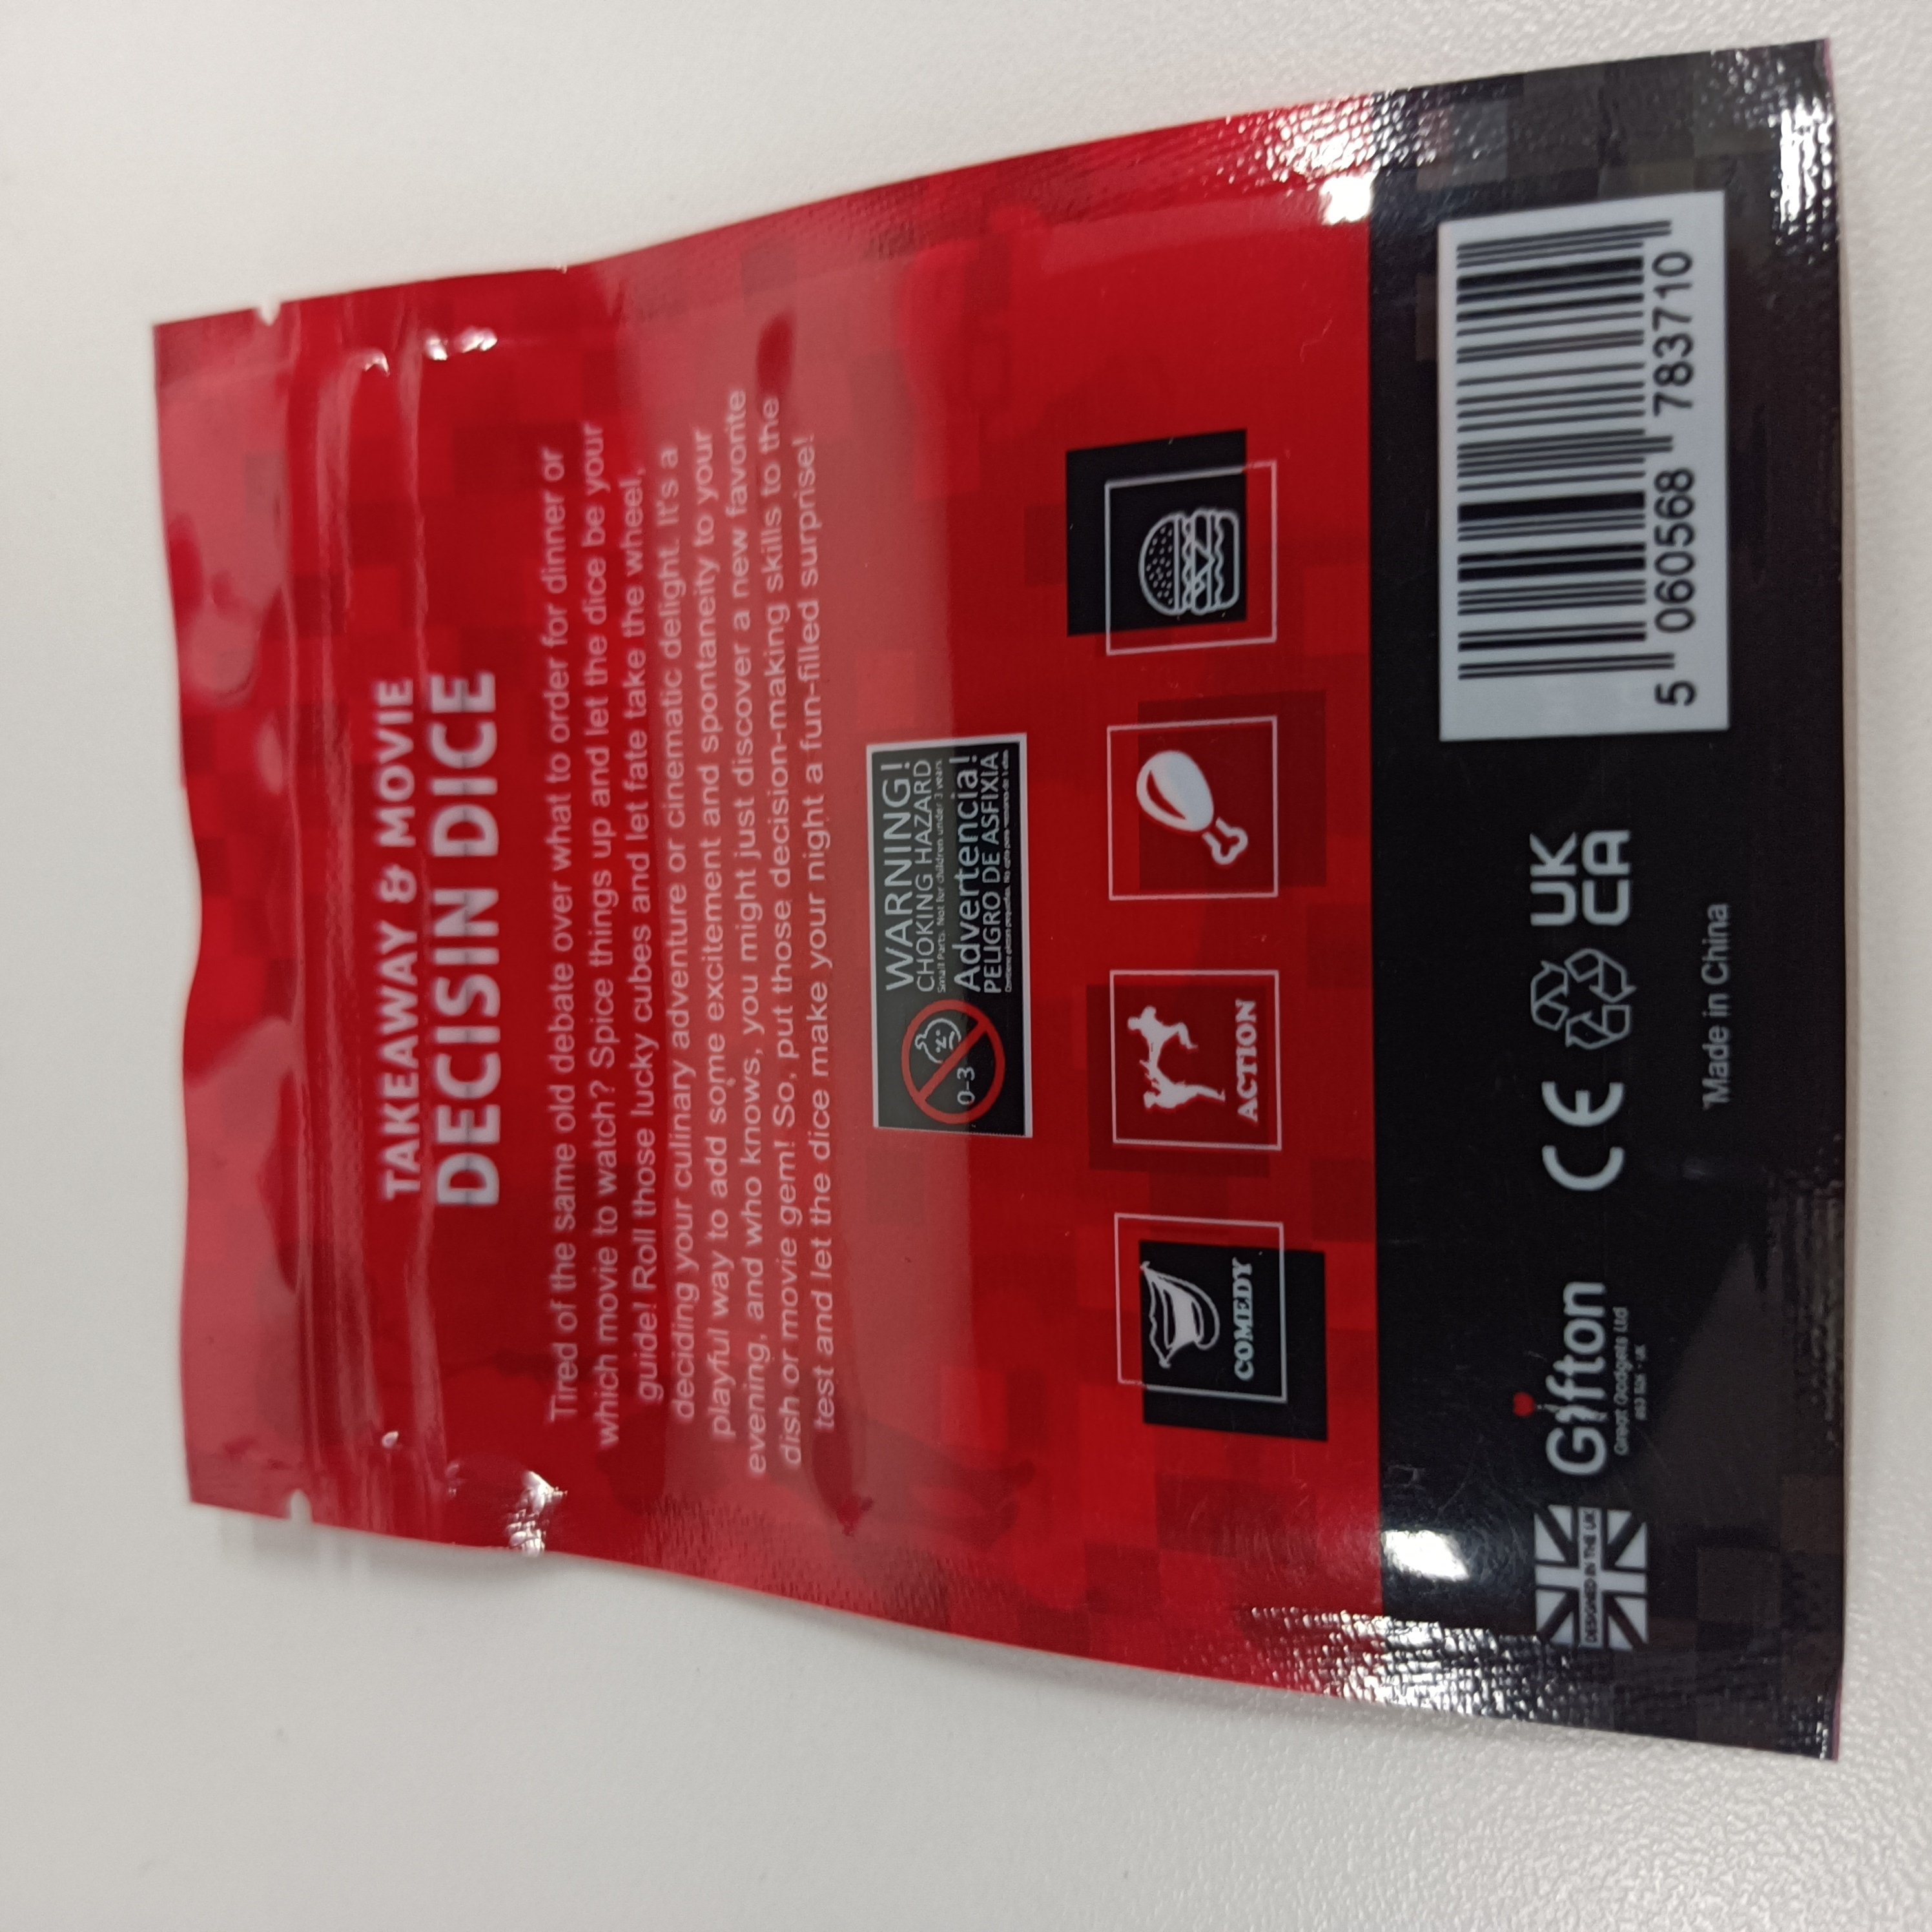 TAKEAWAY & MOVIE
DECISIN DICE
Tired of the same old debate over what to order for dinner or
which movie to watch? Spice things up and let the dice be your
guide! Roll those lucky cubes and let fate take the wheel,
deciding your culinary adventure or cinematic delight. It's a
playful way to add some excitement and spontaneity to your
evening, and who knows, you might just discover a new favorite
dish or movie gem! So, put those decision-making skills to the
test and let the dice make your night a fun-filled surprise!
0-3
WARNING!
CHOKING HAZARD
Small Parts. Not for children under 3 years
Advertencia!
PELIGRO DE ASFIXIA
COMEDY
ACTION
DESIGNED IN THE UK
Gifton
Great Gadgets Ltd
CE
UK
CA
Made in China
5 060568 783710